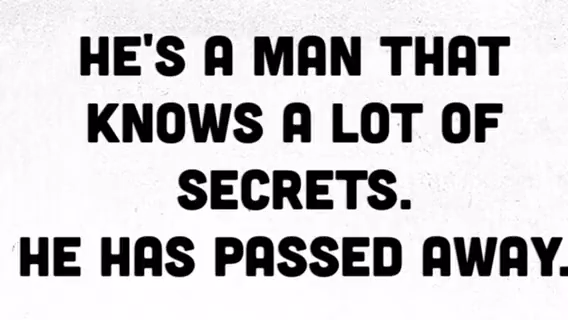 HE'S A MAN THAT
KNOWS A LOT OF
SECRETS.
HE HAS PASSED AWAY.